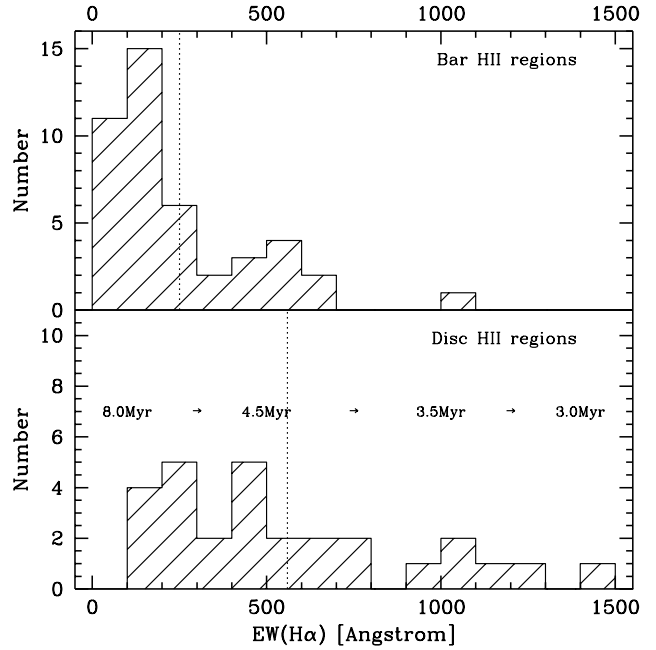 0 500 1000 1500
15
10
5
0
Number
Bar HII regions
10
8
6
4
2
0
Number
Disc HII regions
8.0Myr → 4.5Myr → 3.5Myr → 3.0Myr
0 500 1000 1500
EW(Hα) [Angstrom]